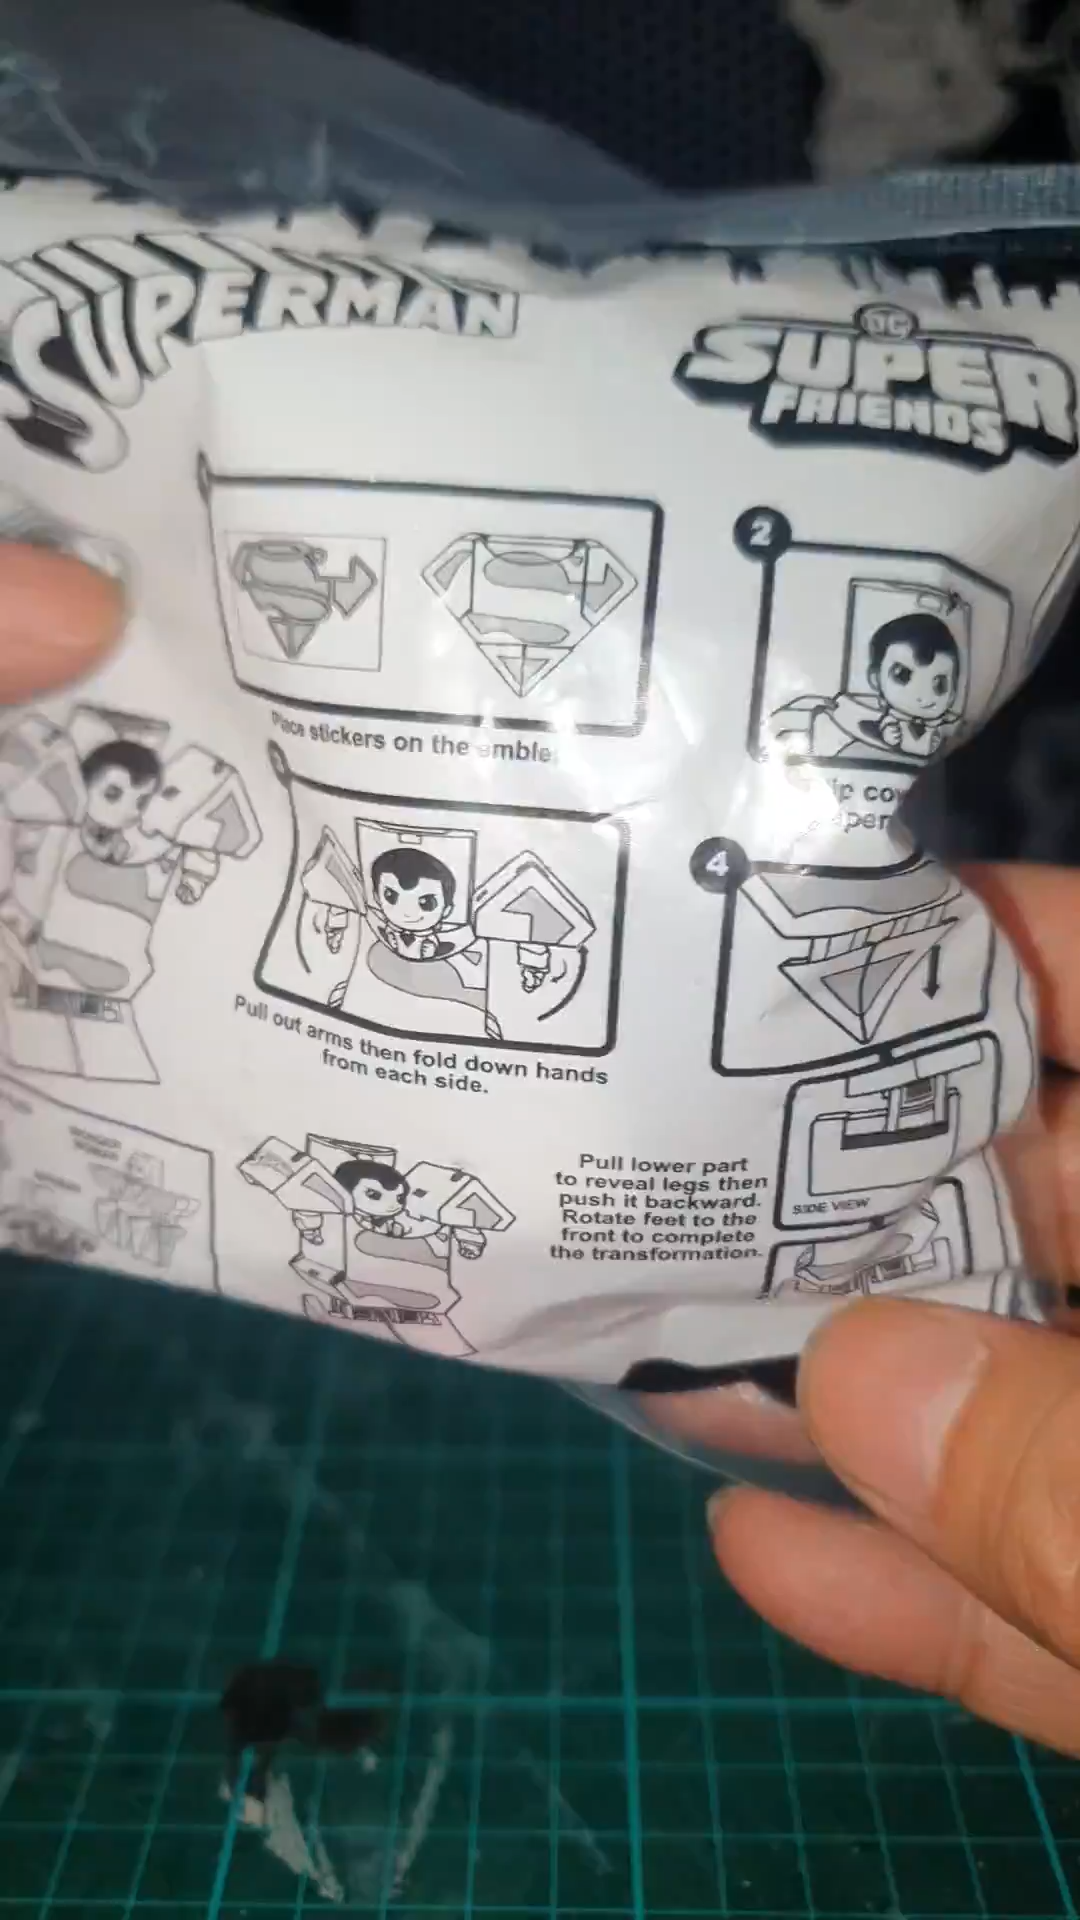 SUPERMAN
DC
SUPER
FRIENDS
2
stickers on the
Pull out arms then fold down hands
from each side.
4
Pull lower part
to reveal legs then
push it backward.
Rotate feet to the
front to complete
the transformation.
SIDE VIEW